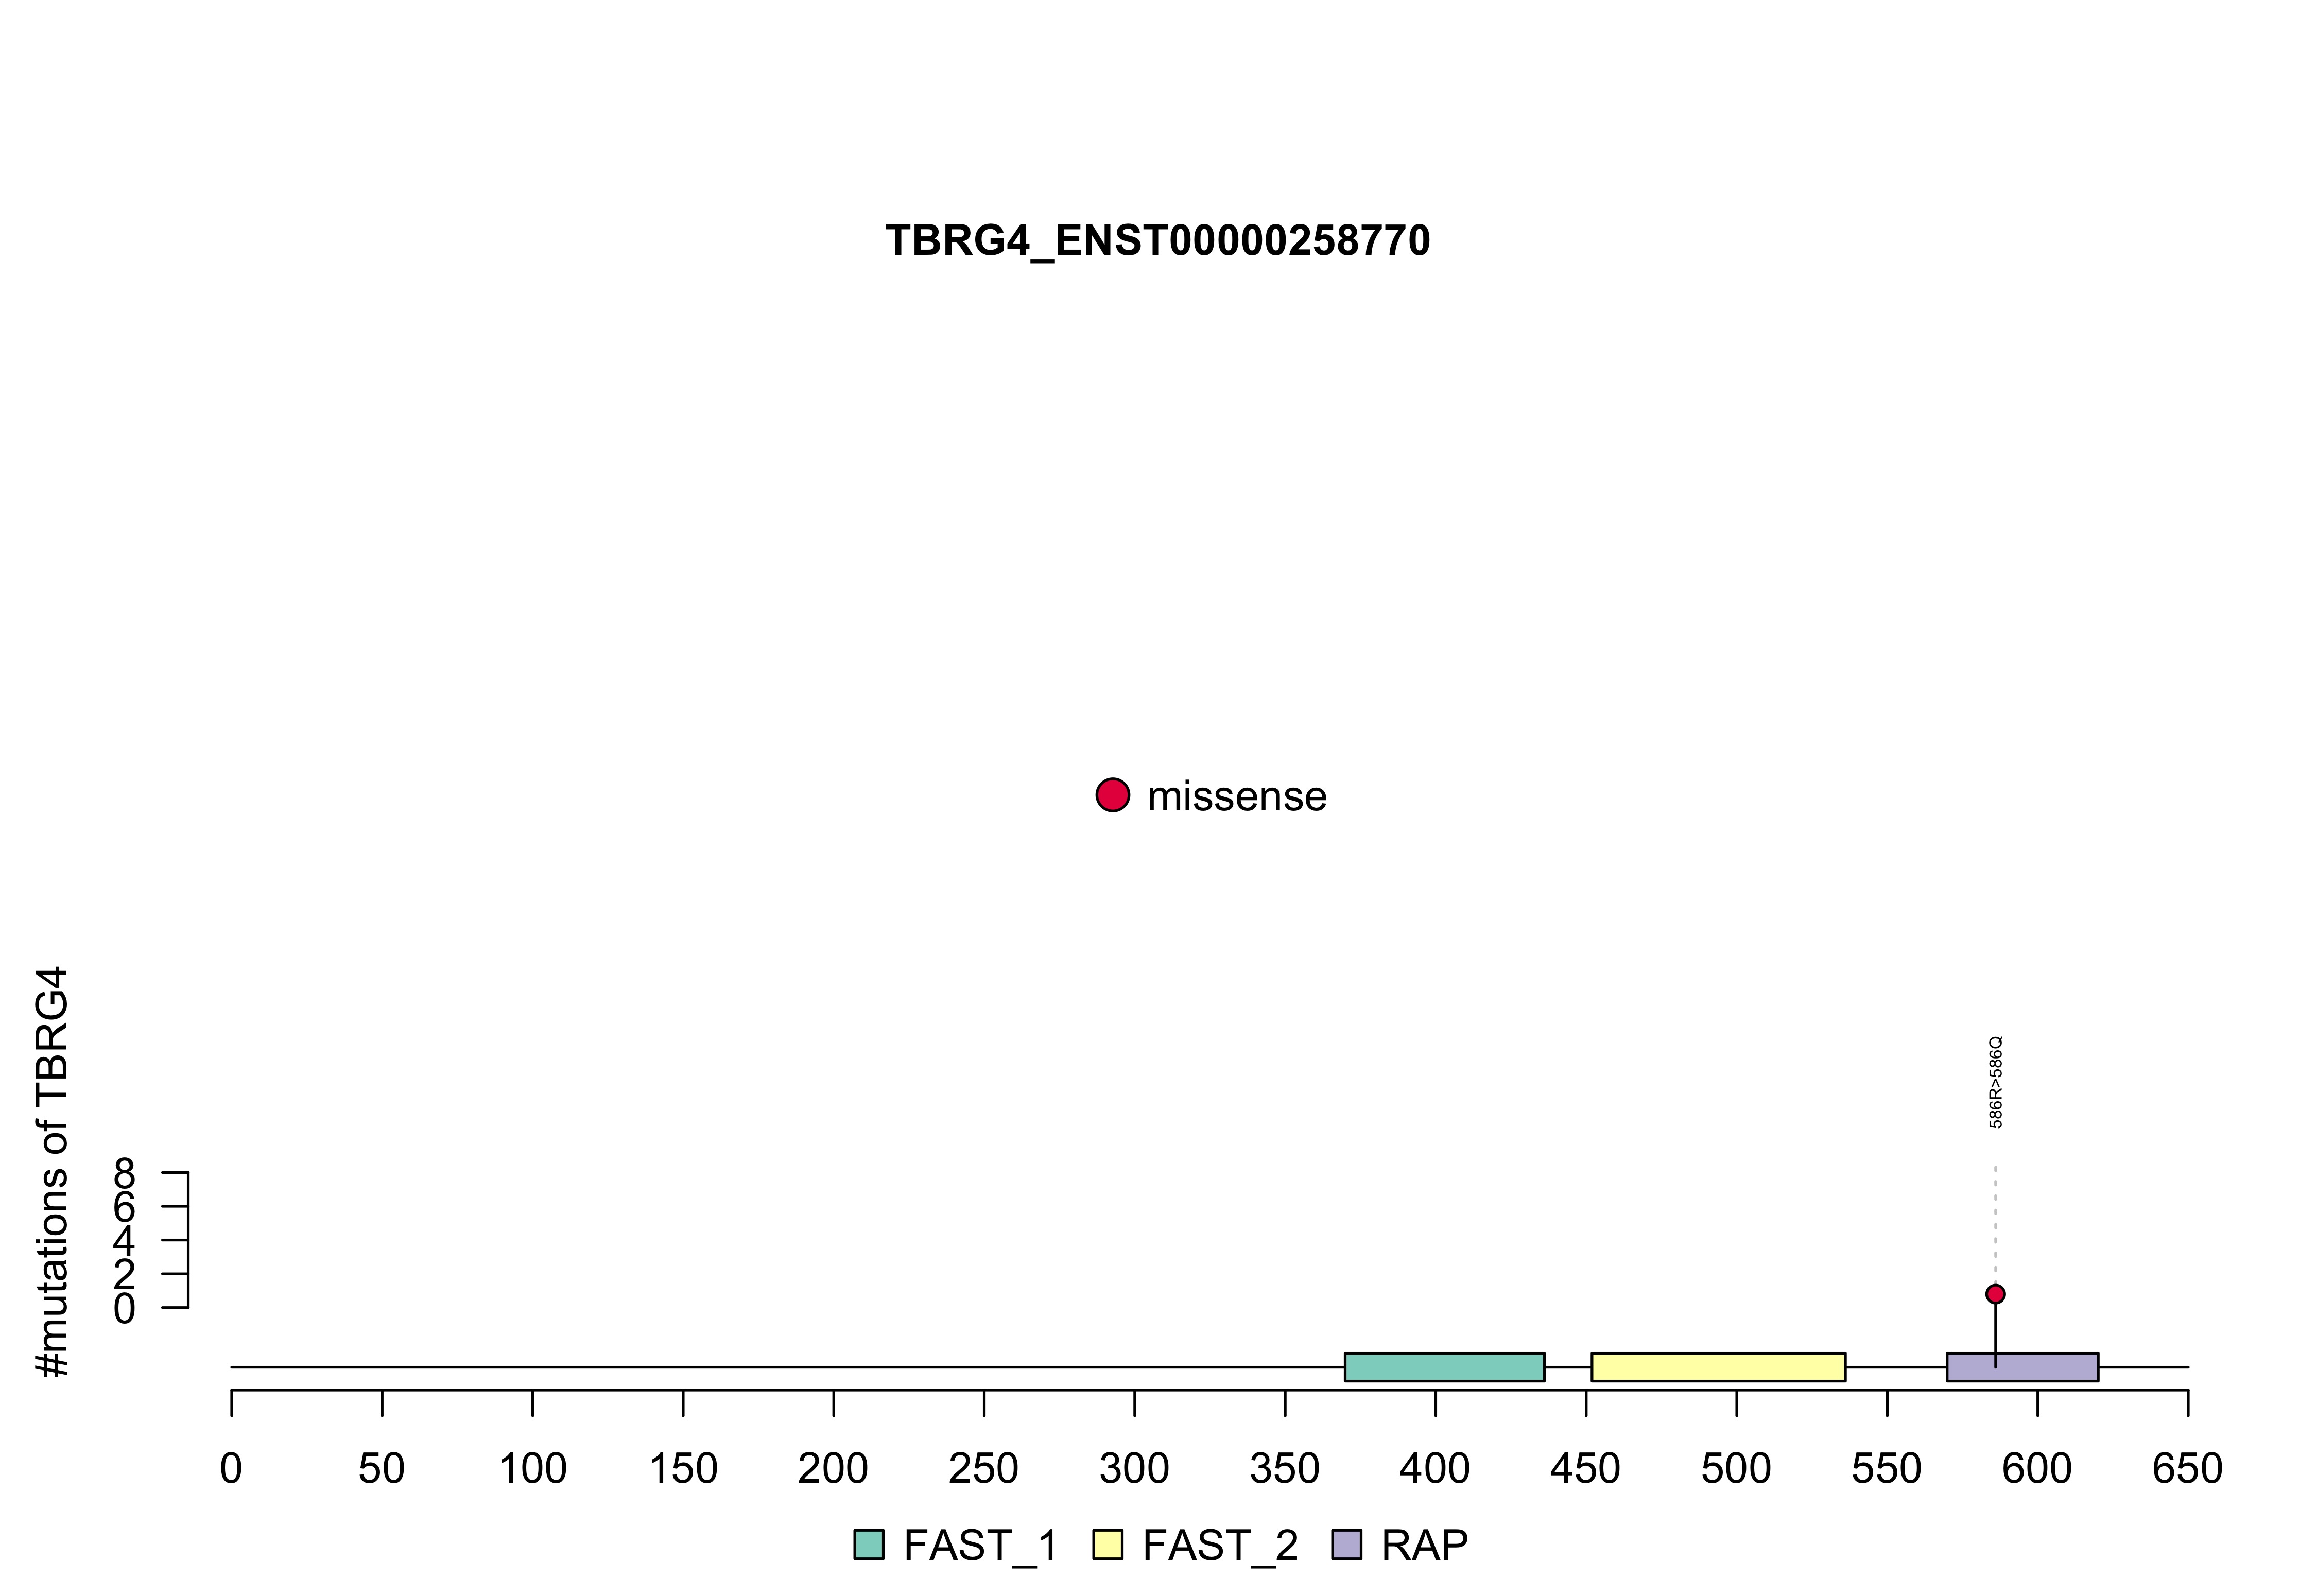 TBRG4_ENST00000258770
missense
#mutations of TBRG4
586R>586Q
8
6
4
2
0
0 50 100 150 200 250 300 350 400 450 500 550 600 650
FAST_1 FAST_2 RAP